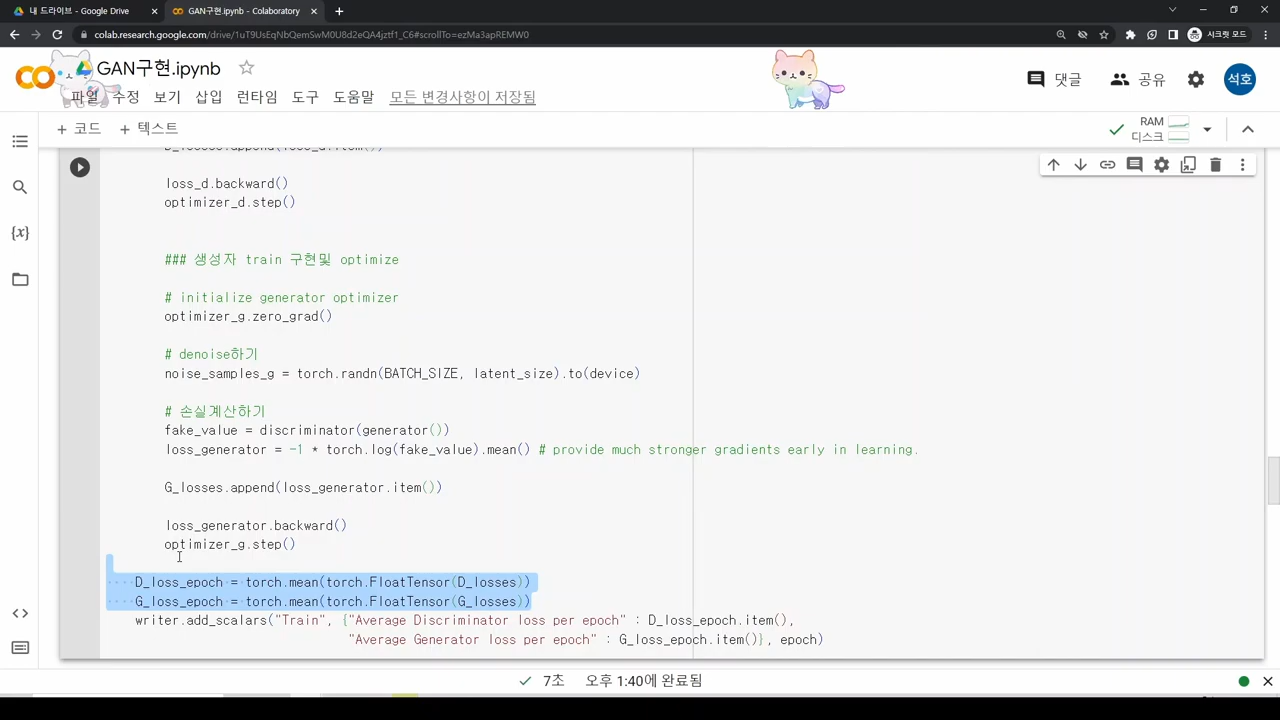 내 드라이브 - Google Drive
GAN구현.ipynb - Colaboratory
colab.research.google.com/drive/1uT9UsEqNbQemSwM0U8d2eQA4jztf1_C6#scrollTo=ezMa3apREMW0
시크릿 모드
GAN구현.ipynb
댓글
공유
석호
파일 수정 보기 삽입 런타임 도구 도움말 모든 변경사항이 저장됨
+ 코드 + 텍스트
RAM
디스크
D_losses.append(loss_d.item())
loss_d.backward()
optimizer_d.step()
### 생성자 train 구현및 optimize
# initialize generator optimizer
optimizer_g.zero_grad()
# denoise하기
noise_samples_g = torch.randn(BATCH_SIZE, latent_size).to(device)
# 손실계산하기
fake_value = discriminator(generator())
loss_generator = -1 * torch.log(fake_value).mean() # provide much stronger gradients early in learning.
G_losses.append(loss_generator.item())
loss_generator.backward()
optimizer_g.step()
D_loss_epoch = torch.mean(torch.FloatTensor(D_losses))
G_loss_epoch = torch.mean(torch.FloatTensor(G_losses))
writer.add_scalars("Train", {"Average Discriminator loss per epoch" : D_loss_epoch.item(),
"Average Generator loss per epoch" : G_loss_epoch.item()}, epoch)
7초 오후 1:40에 완료됨